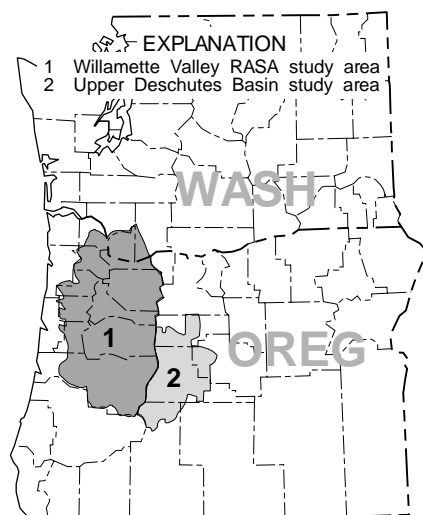 EXPLANATION
1 Willamette Valley RASA study area
2 Upper Deschutes Basin study area
WASH
1
OREG
2